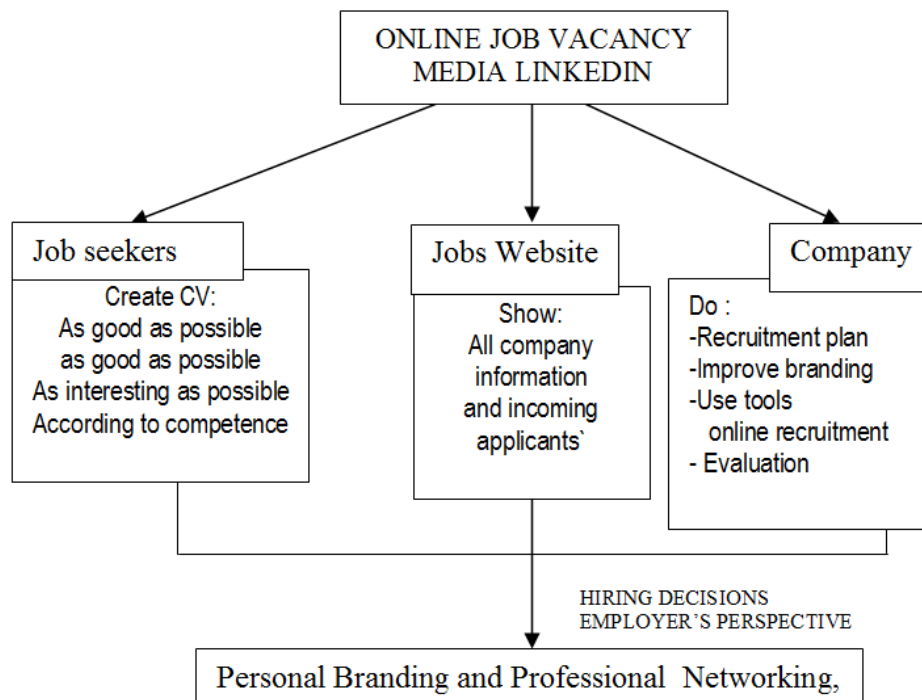 ONLINE JOB VACANCY
MEDIA LINKEDIN
Job seekers
Create CV:
As good as possible
as good as possible
As interesting as possible
According to competence
Jobs Website
Show:
All company
information
and incoming
applicants`
Company
Do :
-Recruitment plan
-Improve branding
-Use tools
online recruitment
- Evaluation
HIRING DECISIONS
EMPLOYER’S PERSPECTIVE
Personal Branding and Professional Networking,